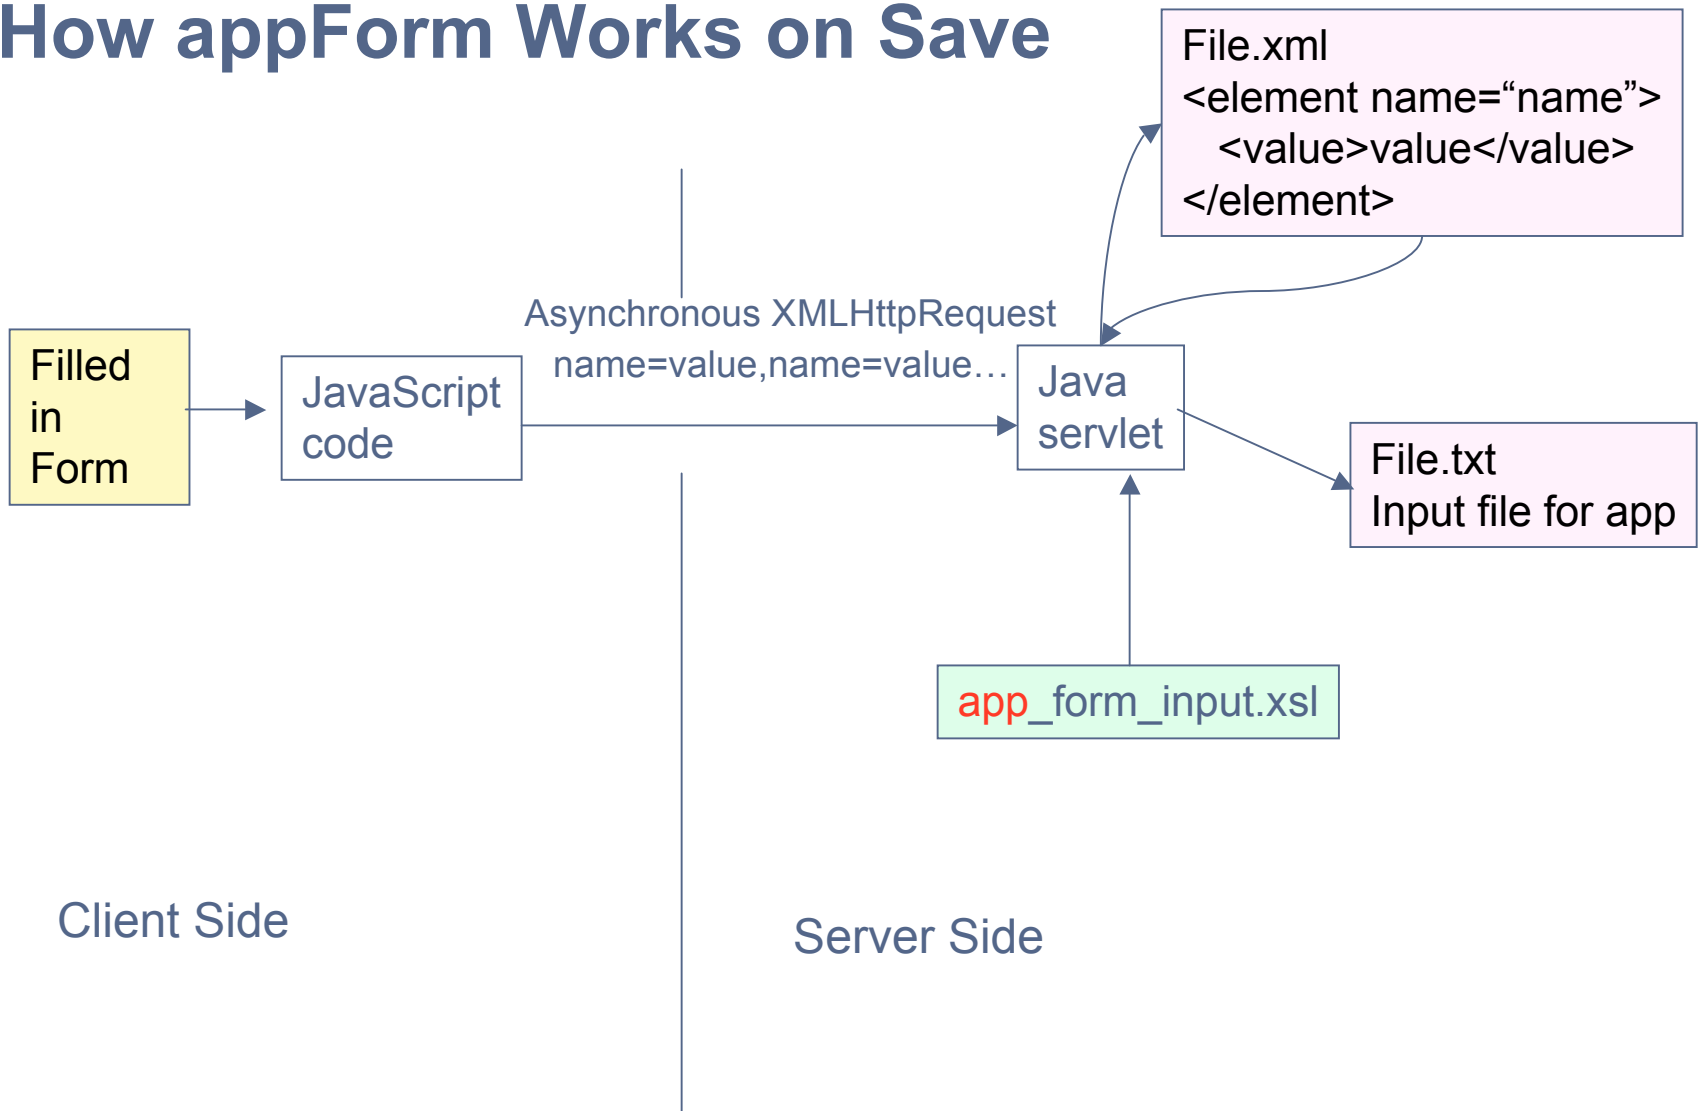 How appForm Works on Save
File.xml
<element name=“name”>
<value>value</value>
</element>
Asynchronous XMLHttpRequest
name=value,name=value…
Filled
in
Form
JavaScript
code
Java
servlet
File.txt
Input file for app
app_form_input.xsl
Client Side
Server Side